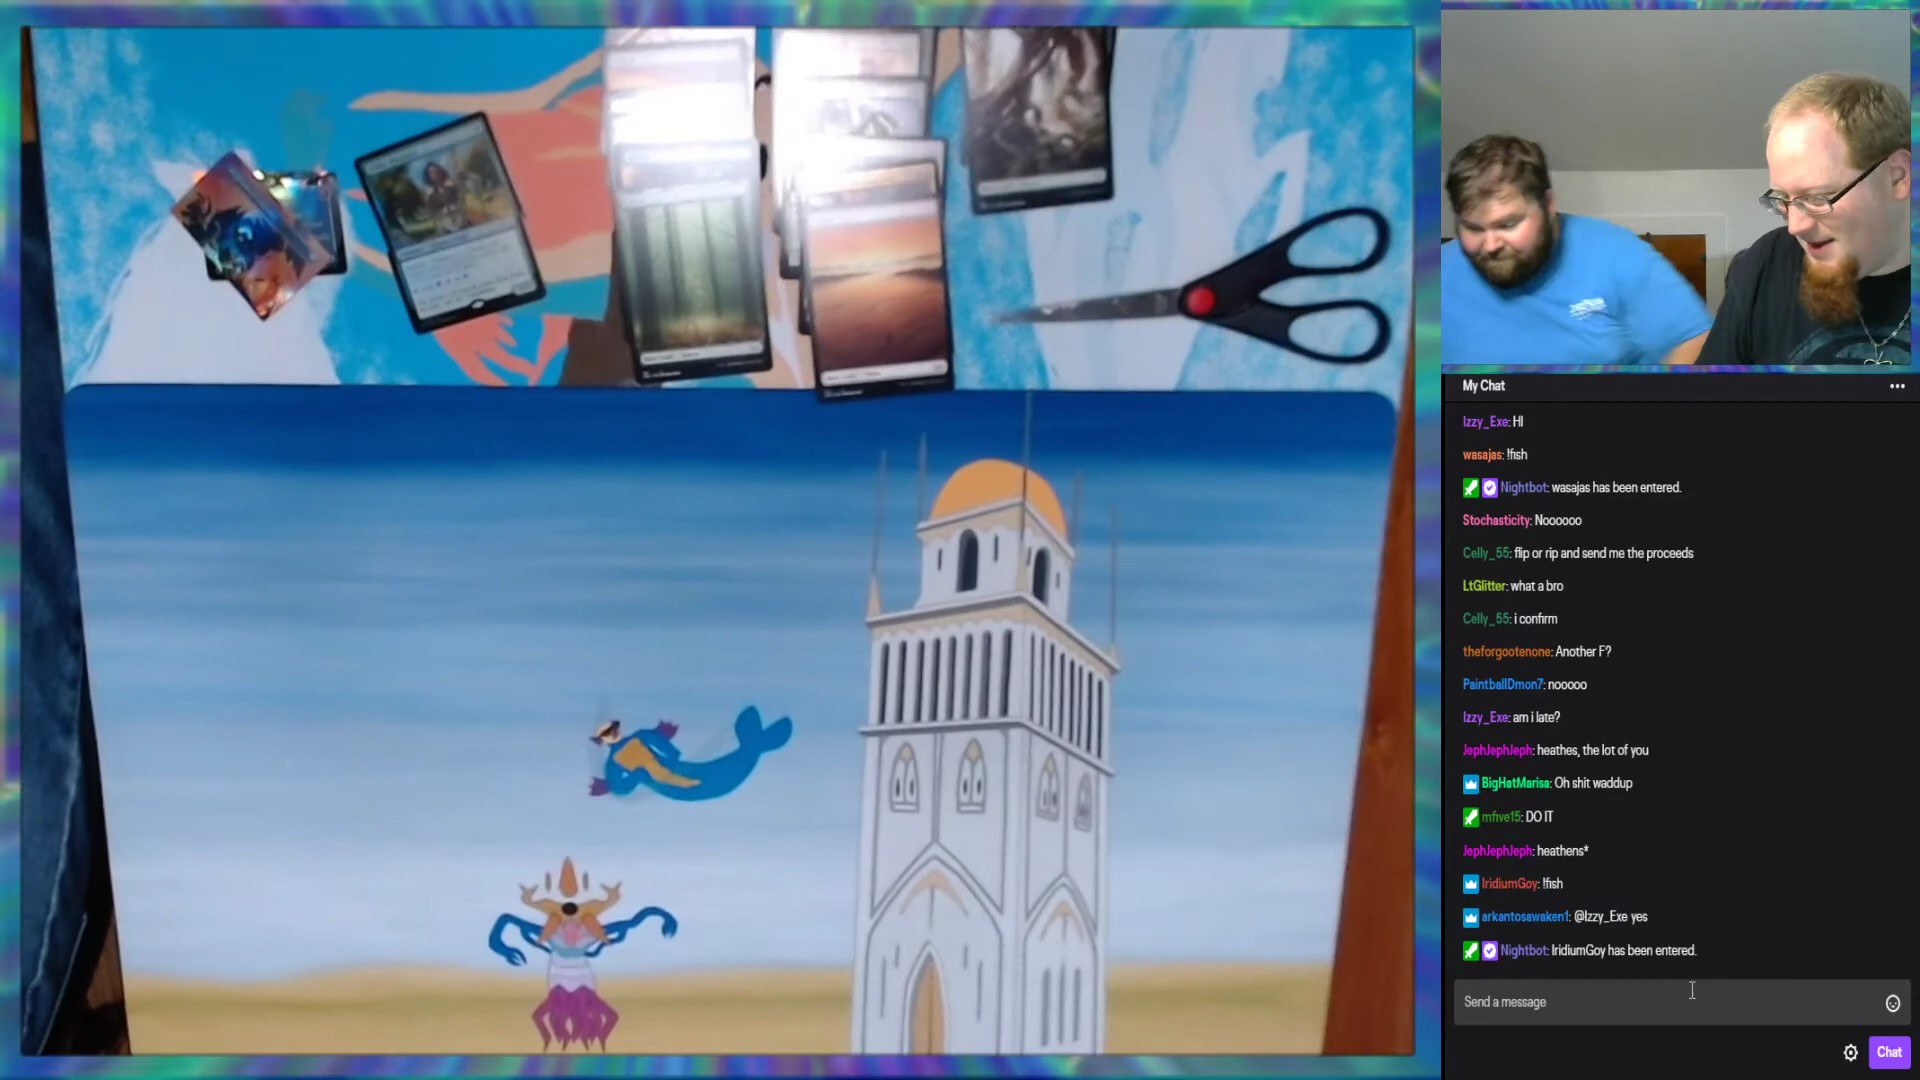 My Chat
Izzy_Exe: HI
wasajas: !fish
Nightbot: wasajas has been entered.
Stochasticity: Noooooo
Celly_55: flip or rip and send me the proceeds
LtGlitter: what a bro
Celly_55: i confirm
theforgootenone: Another F?
PaintballDmon7: nooooo
Izzy_Exe: am i late?
JephJephJeph: heathes, the lot of you
BigHatMarisa: Oh shit waddup
mfive15: DO IT
JephJephJeph: heathens*
IridiumGoy: !fish
arkantosawaken1: @Izzy_Exe yes
Nightbot: IridiumGoy has been entered.
Send a message
Chat